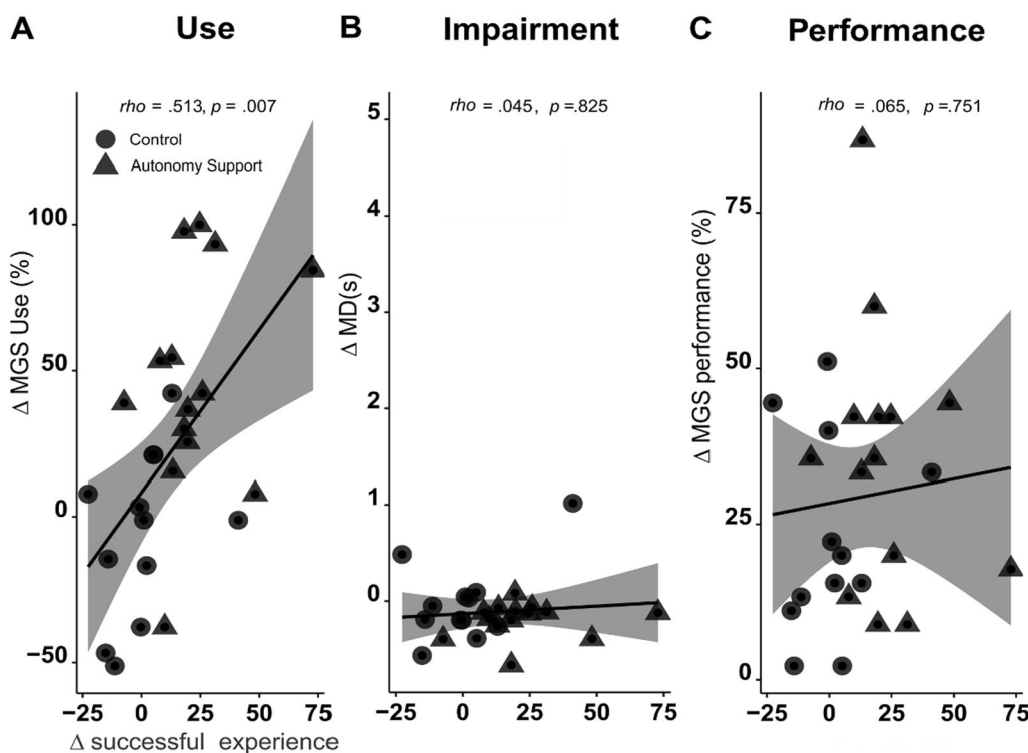 A Use
rho = .513, p = .007
Control
Autonomy Support
Δ MGS Use (%)
100
50
0
−50
−25 0 25 50 75
Δ successful experience
B Impairment
rho = .045, p =.825
Δ MD(s)
5
4
3
2
1
0
−25 0 25 50 75
C Performance
rho = .065, p =.751
Δ MGS performance (%)
75
50
25
0
−25 0 25 50 75